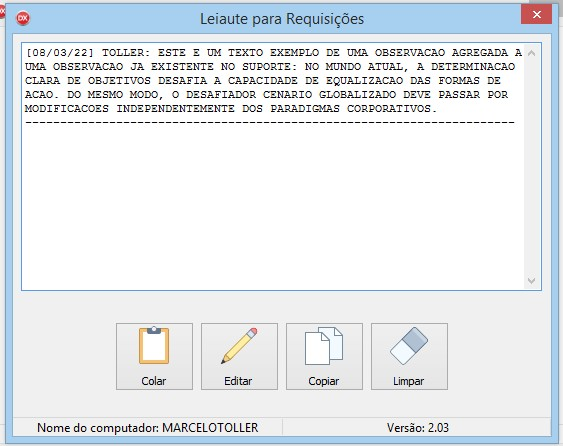 DX Leiaute para Requisições
[08/03/22] TOLLER: ESTE E UM TEXTO EXEMPLO DE UMA OBSERVACAO AGREGADA A
UMA OBSERVACAO JA EXISTENTE NO SUPORTE: NO MUNDO ATUAL, A DETERMINACAO
CLARA DE OBJETIVOS DESAFIA A CAPACIDADE DE EQUALIZACAO DAS FORMAS DE
ACAO. DO MESMO MODO, O DESAFIADOR CENARIO GLOBALIZADO DEVE PASSAR POR
MODIFICACOES INDEPENDENTEMENTE DOS PARADIGMAS CORPORATIVOS.
----------------------------------------------------------------------
Colar Editar Copiar Limpar
Nome do computador: MARCELOTOLLER Versão: 2.03